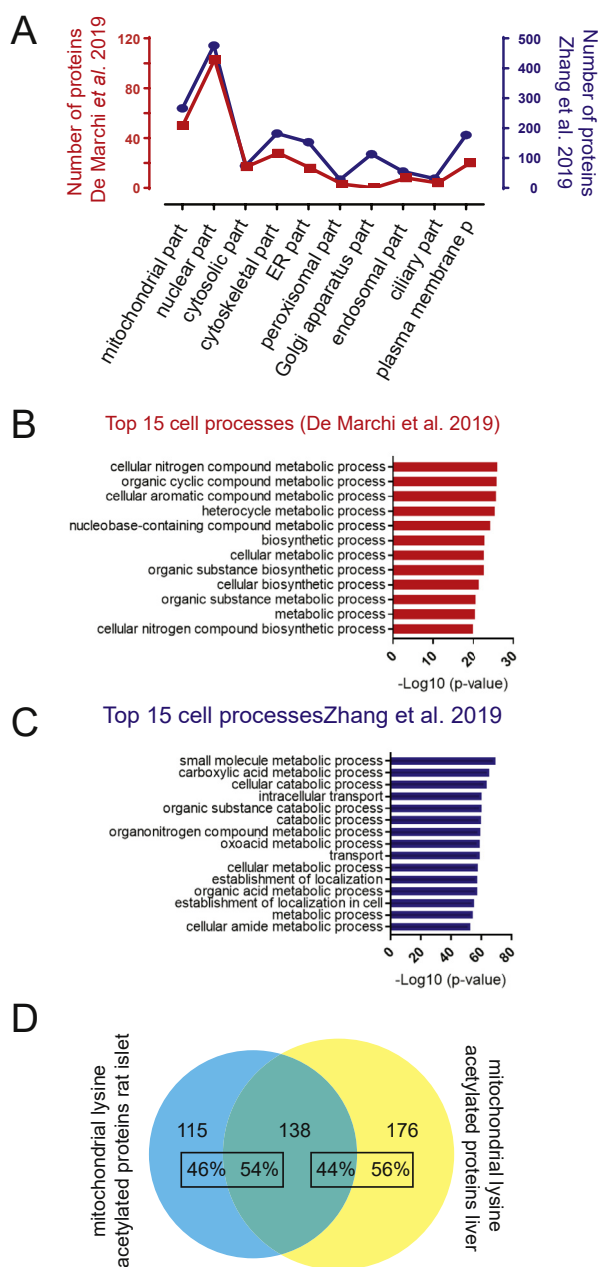 A
Number of proteins
De Marchi et al. 2019
120
80
40
0
500
400
300
200
100
0
Number of proteins
Zhang et al. 2019
mitochondrial part
nuclear part
cytosolic part
cytoskeletal part
ER part
peroxisomal part
Golgi apparatus part
endosomal part
ciliary part
plasma membrane p
B
Top 15 cell processes (De Marchi et al. 2019)
cellular nitrogen compound metabolic process
organic cyclic compound metabolic process
cellular aromatic compound metabolic process
heterocycle metabolic process
nucleobase-containing compound metabolic process
biosynthetic process
cellular metabolic process
organic substance biosynthetic process
cellular biosynthetic process
organic substance metabolic process
metabolic process
cellular nitrogen compound biosynthetic process
0 10 20 30
-Log10 (p-value)
C
Top 15 cell processesZhang et al. 2019
small molecule metabolic process
carboxylic acid metabolic process
cellular catabolic process
intracellular transport
organic substance catabolic process
catabolic process
organonitrogen compound metabolic process
oxoacid metabolic process
transport
cellular metabolic process
establishment of localization
organic acid metabolic process
establishment of localization in cell
metabolic process
cellular amide metabolic process
0 20 40 60 80
-Log10 (p-value)
D
mitochondrial lysine
acetylated proteins rat islet
115 138 176
46% 54% 44% 56%
mitochondrial lysine
acetylated proteins liver